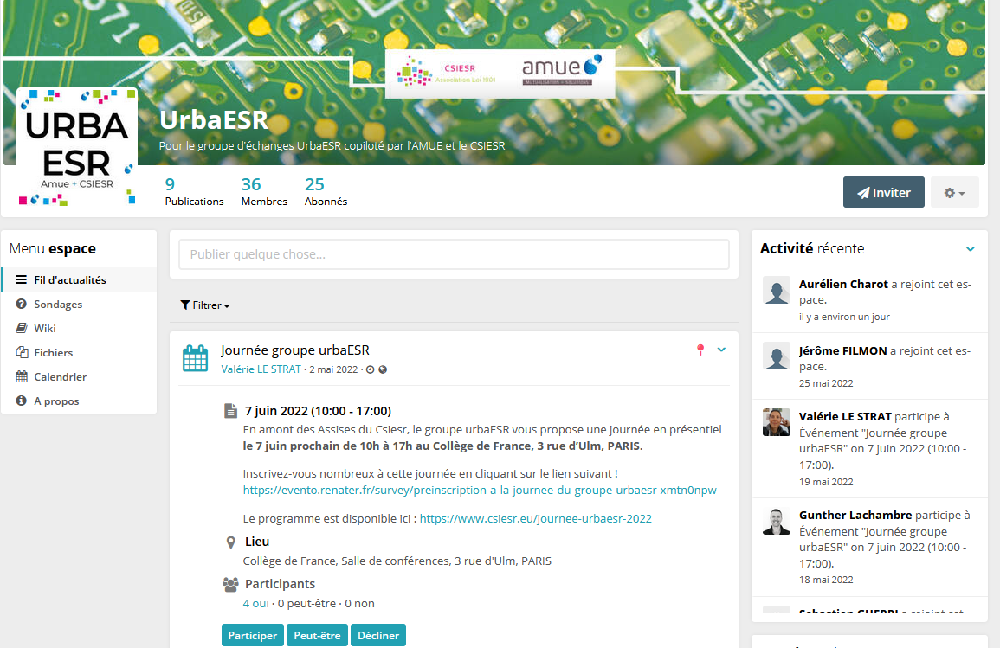 671
CSIESR
Association Loi 1901
amue
MUTUALISATION + SOLUTIONS
233
URBA
ESR
Amue + CSIESR
UrbaESR
Pour le groupe d'échanges UrbaESR copiloté par l'AMUE et le CSIESR
9
Publications
36
Membres
25
Abonnés
Inviter
Menu espace
Fil d'actualités
Sondages
Wiki
Fichiers
Calendrier
A propos
Publier quelque chose...
Filtrer
Journée groupe urbaESR
Valérie LE STRAT · 2 mai 2022 ·
7 juin 2022 (10:00 - 17:00)
En amont des Assises du Csiesr, le groupe urbaESR vous propose une journée en présentiel
le 7 juin prochain de 10h à 17h au Collège de France, 3 rue d’Ulm, PARIS.
Inscrivez-vous nombreux à cette journée en cliquant sur le lien suivant !
https://evento.renater.fr/survey/preinscription-a-la-journee-du-groupe-urbaesr-xmtn0npw
Le programme est disponible ici : https://www.csiesr.eu/journee-urbaesr-2022
Lieu
Collège de France, Salle de conférences, 3 rue d'Ulm, PARIS
Participants
4 oui · 0 peut-être · 0 non
Participer
Peut-être
Décliner
Activité récente
Aurélien Charot a rejoint cet es-
pace.
il y a environ un jour
Jérôme FILMON a rejoint cet es-
pace.
25 mai 2022
Valérie LE STRAT participe à
Événement "Journée groupe
urbaESR" on 7 juin 2022 (10:00 -
17:00).
19 mai 2022
Gunther Lachambre participe à
Événement "Journée groupe
urbaESR" on 7 juin 2022 (10:00 -
17:00).
18 mai 2022
Sebastien GUERRI a rejoint cet